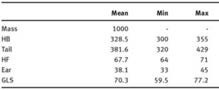 Mean Min Max
Mass 1000 - -
HB 328.5 300 355
Tail 381.6 320 429
HF 67.7 64 71
Ear 38.1 33 45
GLS 70.3 59.5 77.2